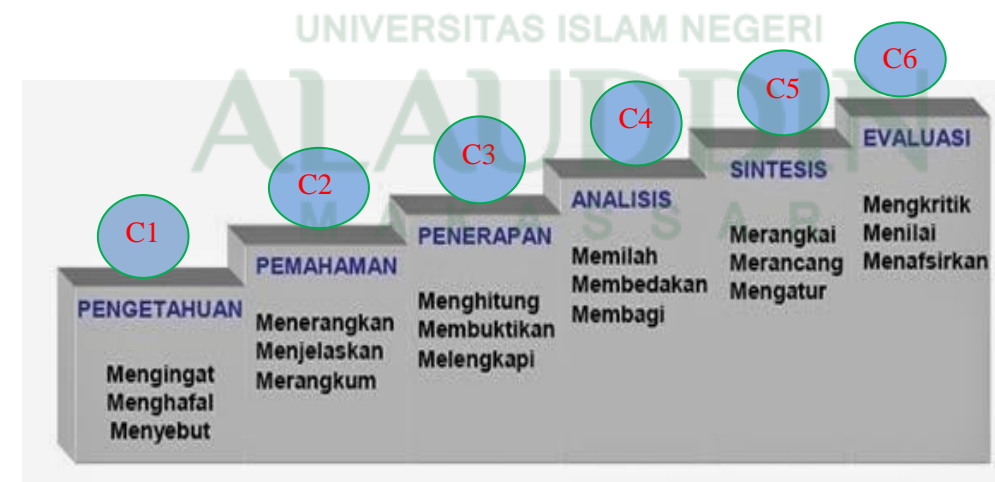 UNIVERSITAS ISLAM NEGERI
ALAUDDIN
MAKASSAR
C1
PENGETAHUAN
Mengingat
Menghafal
Menyebut
C2
PEMAHAMAN
Menerangkan
Menjelaskan
Merangkum
C3
PENERAPAN
Menghitung
Membuktikan
Melengkapi
C4
ANALISIS
Memilah
Membedakan
Membagi
C5
SINTESIS
Merangkai
Merancang
Mengatur
C6
EVALUASI
Mengkritik
Menilai
Menafsirkan